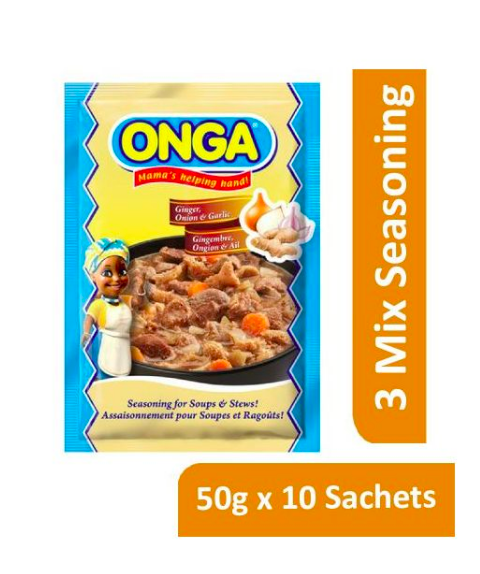 ONGA
Mama's helping hand!
Ginger,
Onion & Garlic
Gingembre,
Ongion & Ail
Seasoning for Soups & Stews!
Assaisonnement pour Soupes et Ragoûts!
3 Mix Seasoning
50g x 10 Sachets